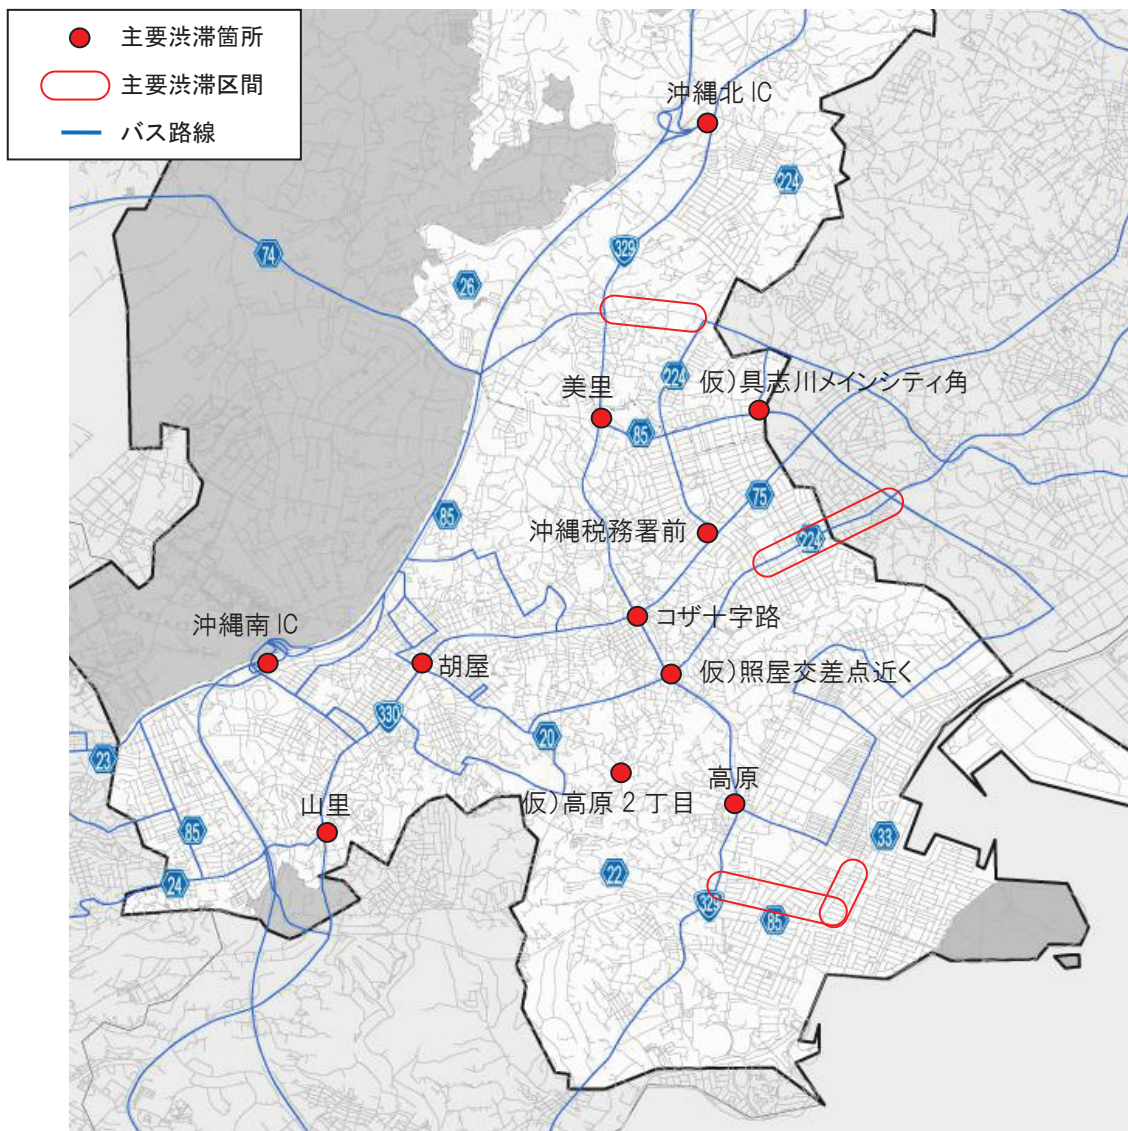 主要渋滞箇所
主要渋滞区間
バス路線
沖縄北 IC
224
329
74
26
美里
224
仮)具志川メインシティ角
85
75
85
沖縄税務署前
224
コザ十字路
沖縄南 IC
胡屋
仮)照屋交差点近く
330
20
23
仮)高原 2 丁目
高原
山里
85
33
24
22
329
85